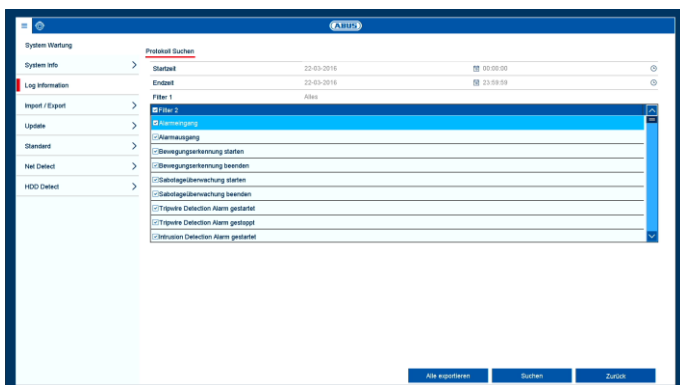 ABUS
System Wartung
System Info
Log Information
Import / Export
Update
Standard
Net Detect
HDD Detect
Protokoll Suchen
Startzeit 22-03-2016 00:00:00
Endzeit 22-03-2016 23:59:59
Filter 1 Alles
Filter 2
Alarmeingang
Alarmausgang
Bewegungserkennung starten
Bewegungserkennung beenden
Sabotageüberwachung starten
Sabotageüberwachung beenden
Tripwire Detection Alarm gestartet
Tripwire Detection Alarm gestoppt
Intrusion Detection Alarm gestartet
Alle exportieren Suchen Zurück